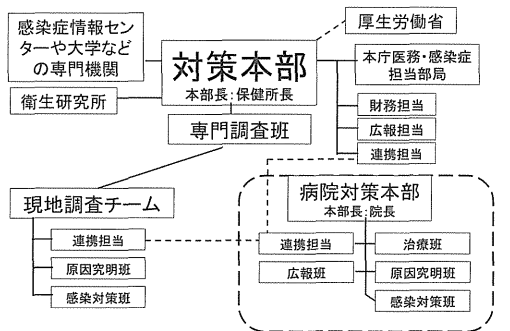 感染症情報セン
ターや大学など
の専門機関
衛生研究所
対策本部
本部長:保健所長
専門調査班
厚生労働省
本庁医務・感染症
担当部局
財務担当
広報担当
連携担当
現地調査チーム
連携担当
原因究明班
感染対策班
病院対策本部
本部長:院長
連携担当
治療班
広報班
原因究明班
感染対策班